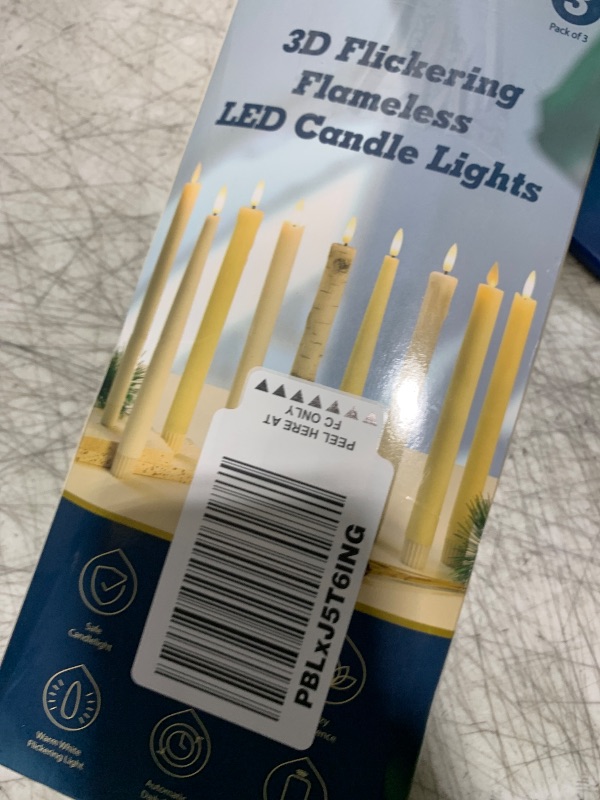 3
Pack of 3
3D Flickering
Flameless
LED Candle Lights
PEEL HERE AT
FC ONLY
PBLxJ5T6ING
Safe
Candlelight
Warm White
Flickering Light
Automatic